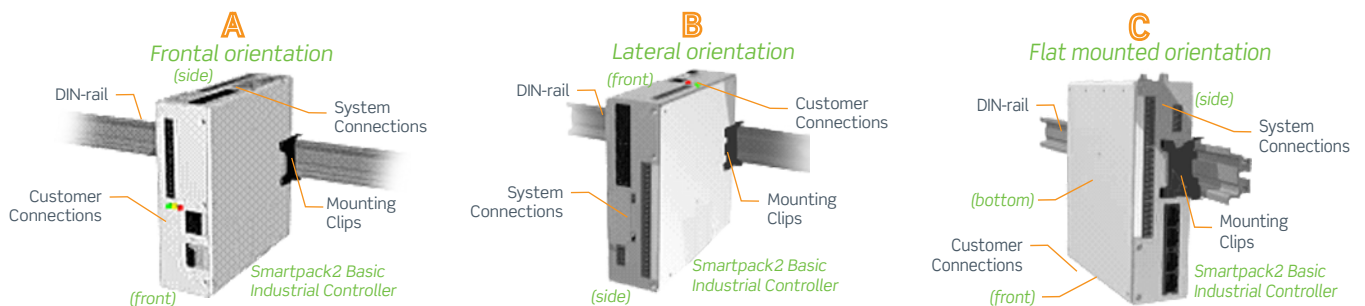 A
Frontal orientation
(side)
DIN-rail
System
Connections
Customer
Connections
Mounting
Clips
Smartpack2 Basic
Industrial Controller
(front)
B
Lateral orientation
(front)
DIN-rail
Customer
Connections
System
Connections
Mounting
Clips
Smartpack2 Basic
Industrial Controller
(side)
C
Flat mounted orientation
DIN-rail
(side)
System
Connections
(bottom)
Mounting
Clips
Customer
Connections
(front)
Smartpack2 Basic
Industrial Controller